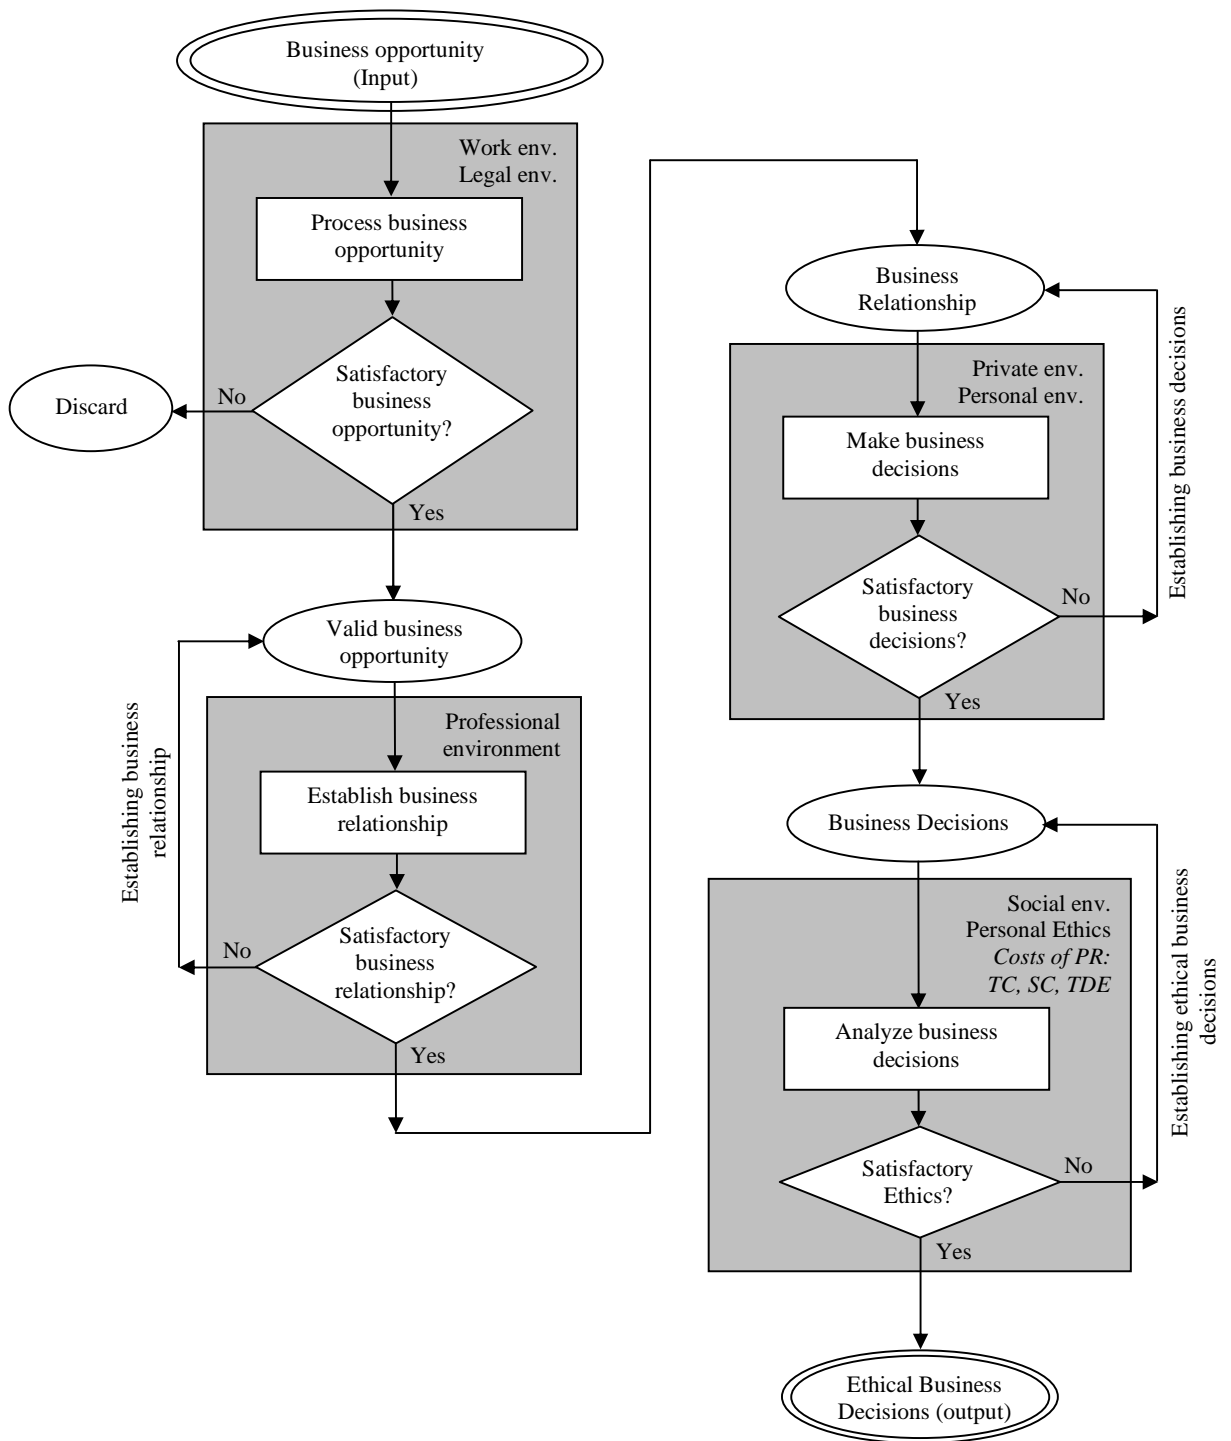 Business opportunity
(Input)
Work env.
Legal env.
Process business
opportunity
Satisfactory
business
opportunity?
No
Discard
Yes
Valid business
opportunity
Professional
environment
Establish business
relationship
Establishing business
relationship
Satisfactory
business
relationship?
No
Yes
Business
Relationship
Private env.
Personal env.
Make business
decisions
Establishing business decisions
Satisfactory
business
decisions?
No
Yes
Business Decisions
Social env.
Personal Ethics
Costs of PR:
TC, SC, TDE
Analyze business
decisions
Establishing ethical business
decisions
Satisfactory
Ethics?
No
Yes
Ethical Business
Decisions (output)